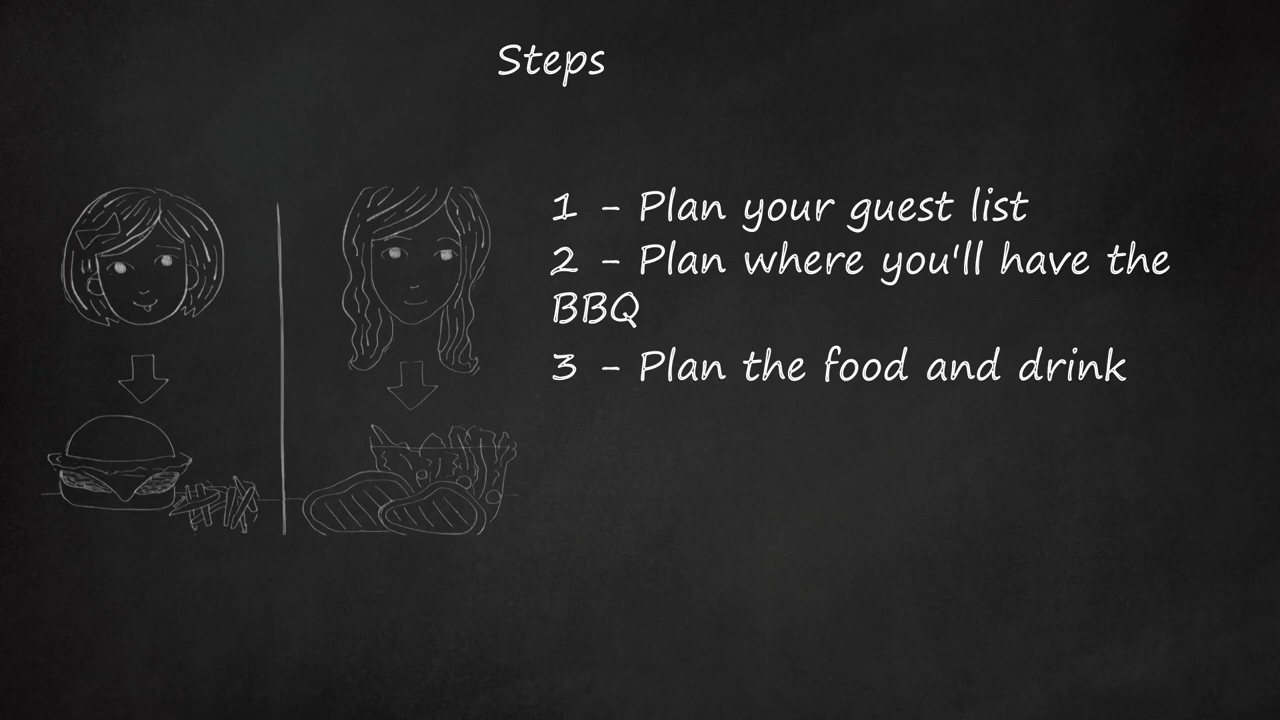 Steps
1 - Plan your guest list
2 - Plan where you'll have the
BBQ
3 - Plan the food and drink